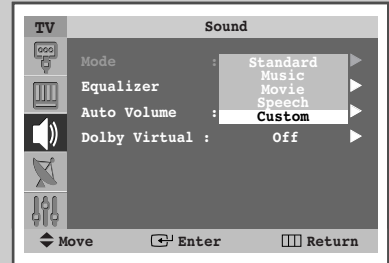 TV Sound
Mode : Standard
Music
Equalizer Movie
Speech
Auto Volume : Custom
Dolby Virtual : Off
Move Enter Return